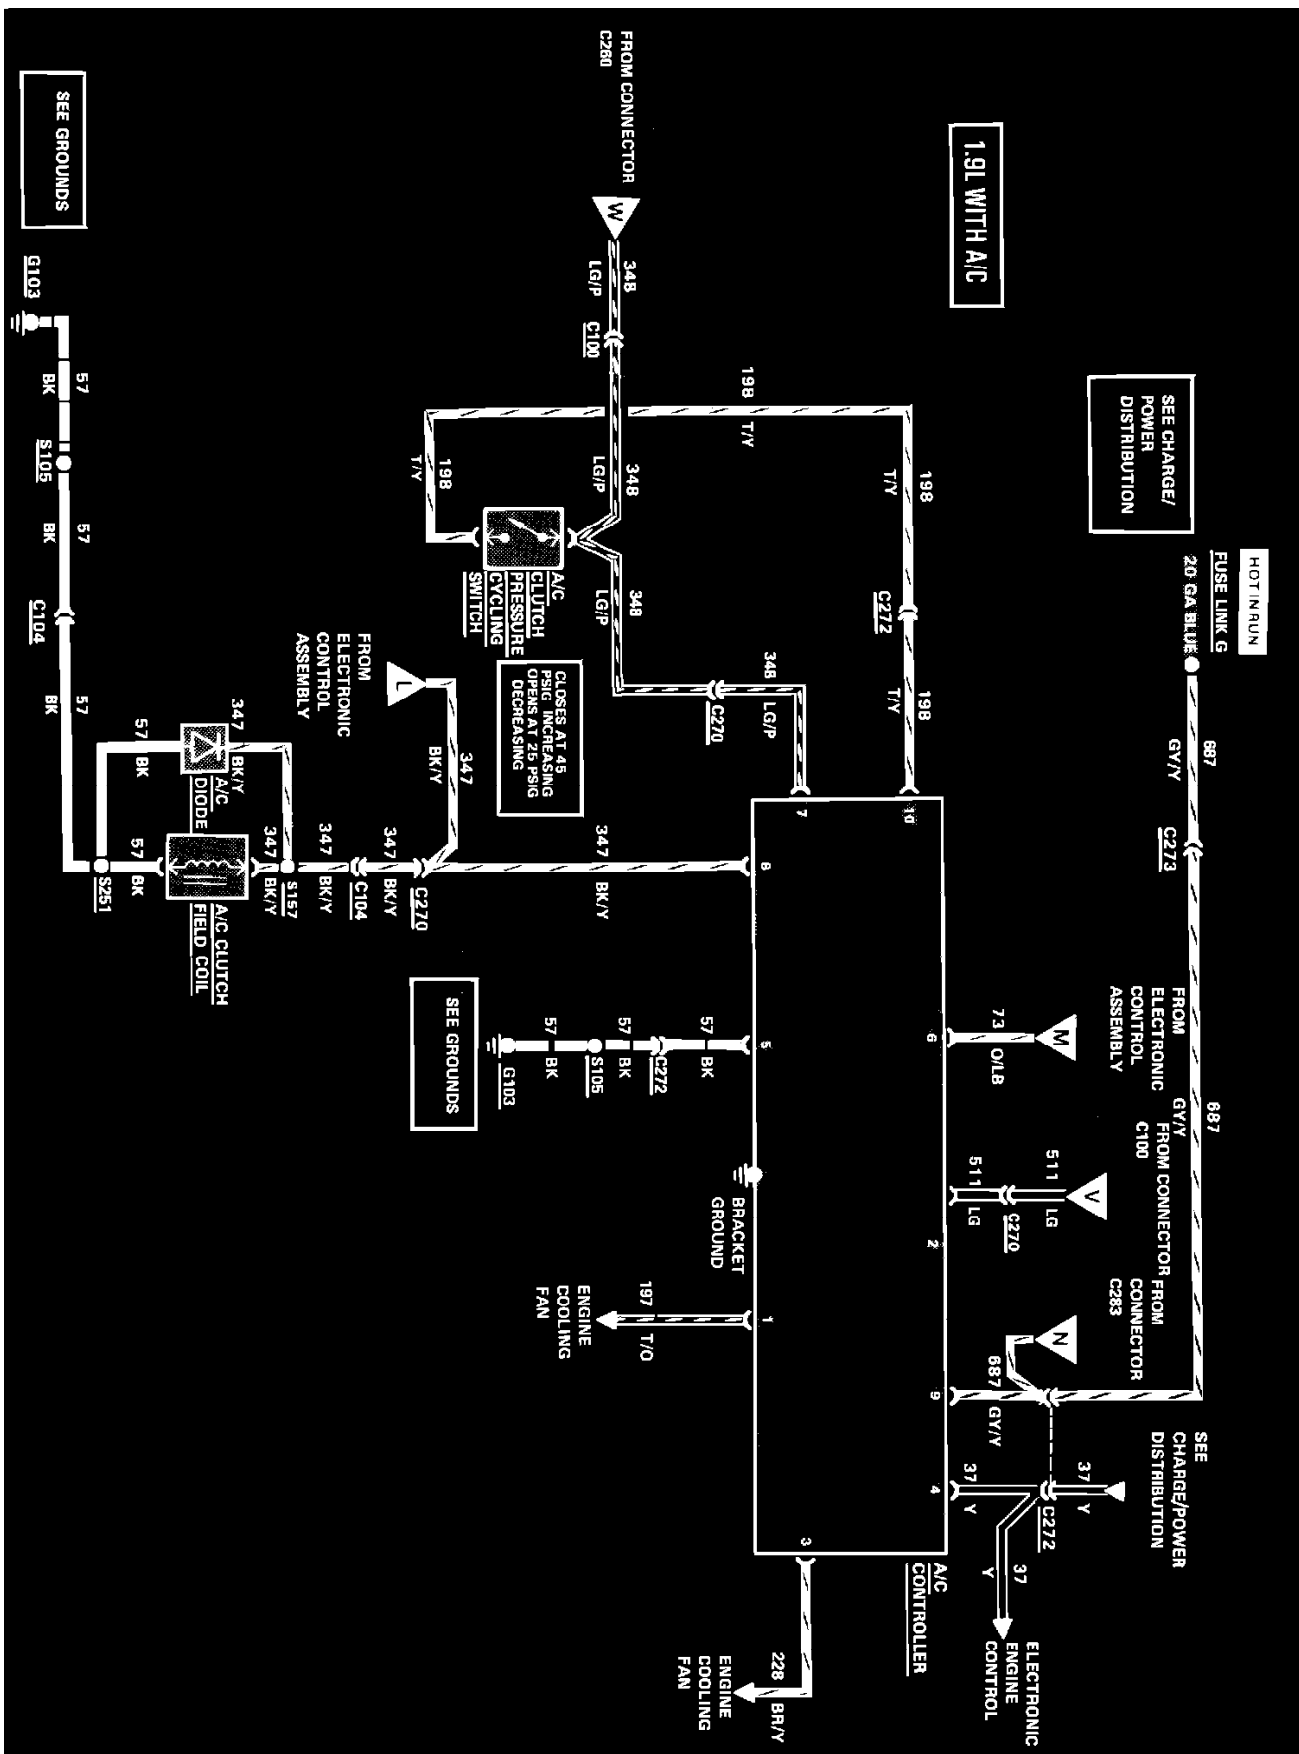 HOT IN RUN
FUSE LINK G
20 GA BLUE
SEE CHARGE/
POWER
DISTRIBUTION
687
GY/Y
C273
687
GY/Y
SEE
CHARGE/POWER
DISTRIBUTION
1.9L WITH A/C
FROM
ELECTRONIC
CONTROL
ASSEMBLY
FROM CONNECTOR
C100
FROM
CONNECTOR
C283
M
V
N
37
Y
73
O/LB
511
LG
C270
511
LG
687
GY/Y
C272
37
Y
37
Y
ELECTRONIC
ENGINE
CONTROL
198
T/Y
C272
198
T/Y
10
6
2
9
4
A/C
CONTROLLER
7
8
5
1
3
198
T/Y
348
LG/P
C270
BRACKET
GROUND
228
BR/Y
ENGINE
COOLING
FAN
FROM CONNECTOR
C260
W
348
LG/P
C100
348
LG/P
348
LG/P
347
BK/Y
57
BK
C272
57
BK
S105
57
BK
G103
SEE GROUNDS
197
T/O
ENGINE
COOLING
FAN
198
T/Y
A/C
CLUTCH
PRESSURE
CYCLING
SWITCH
CLOSES AT 45
PSIG INCREASING
OPENS AT 25 PSIG
DECREASING
FROM
ELECTRONIC
CONTROL
ASSEMBLY
L
347
BK/Y
C270
347
BK/Y
C104
347
BK/Y
S157
347
BK/Y
347
BK/Y
A/C
DIODE
A/C CLUTCH
FIELD COIL
57
BK
57
BK
S251
SEE GROUNDS
G103
57
BK
S105
57
BK
C104
57
BK